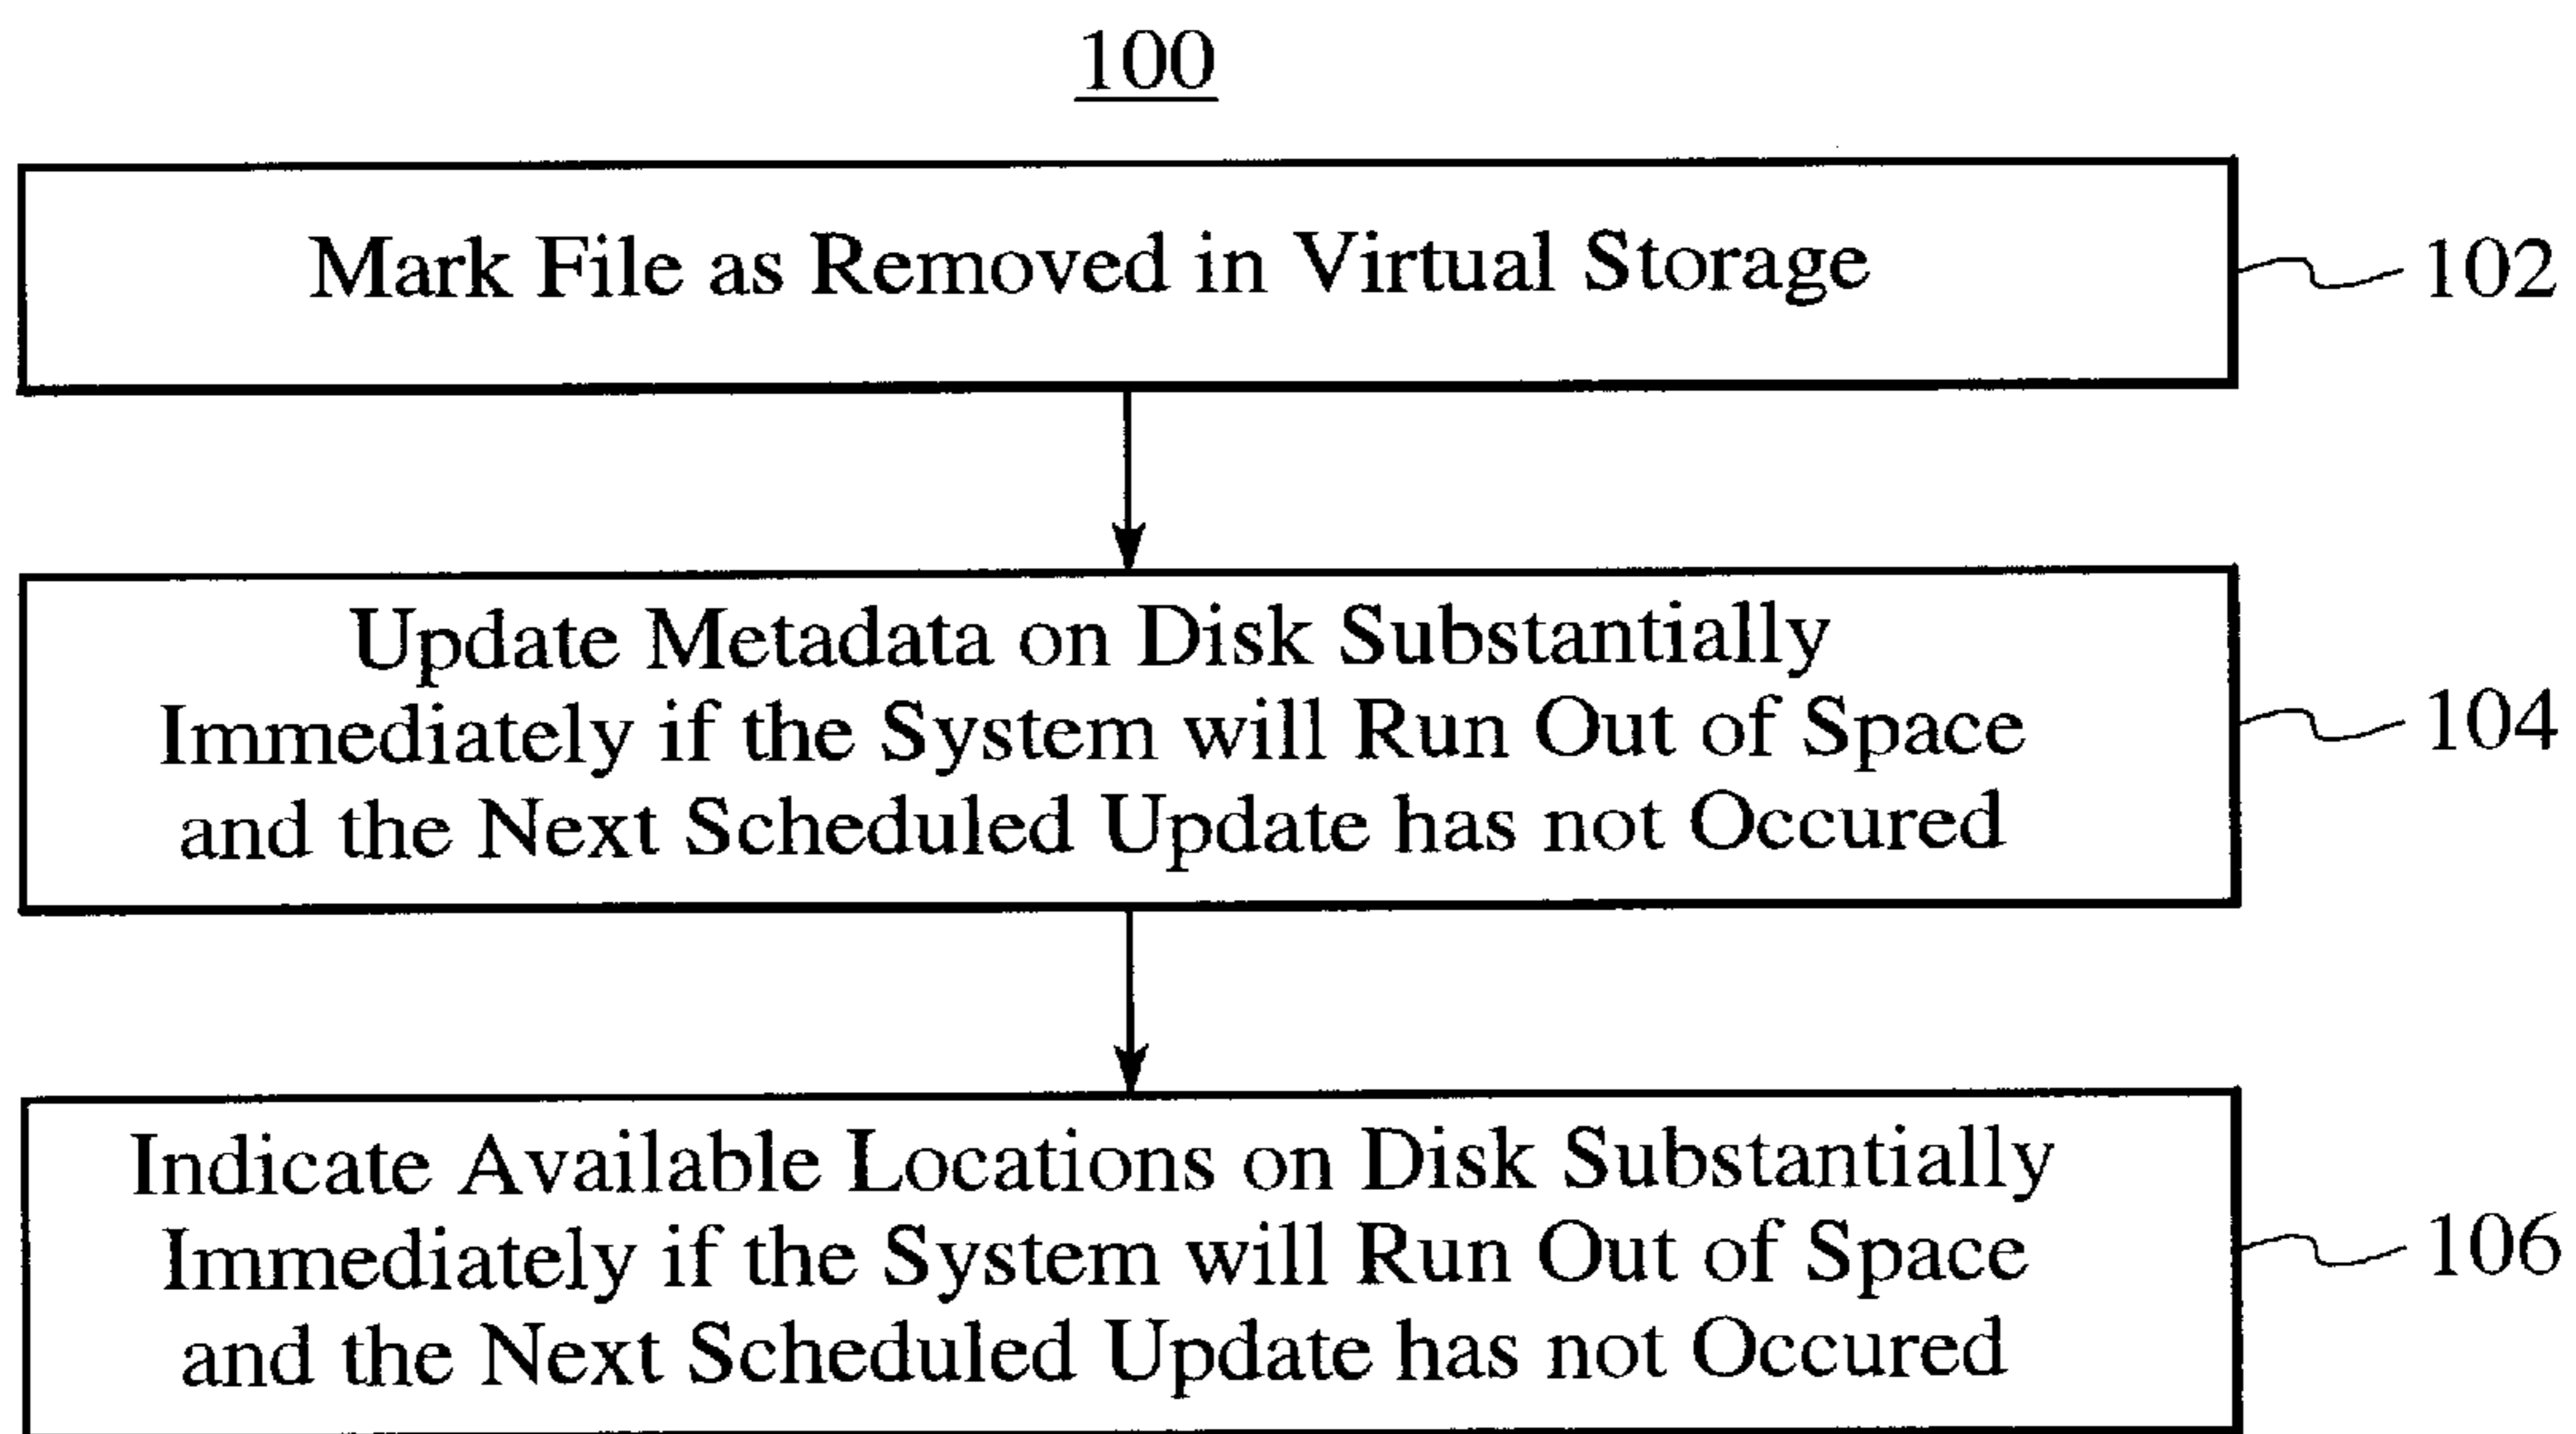 100
Mark File as Removed in Virtual Storage
102
Update Metadata on Disk Substantially
Immediately if the System will Run Out of Space
and the Next Scheduled Update has not Occured
104
Indicate Available Locations on Disk Substantially
Immediately if the System will Run Out of Space
and the Next Scheduled Update has not Occured
106